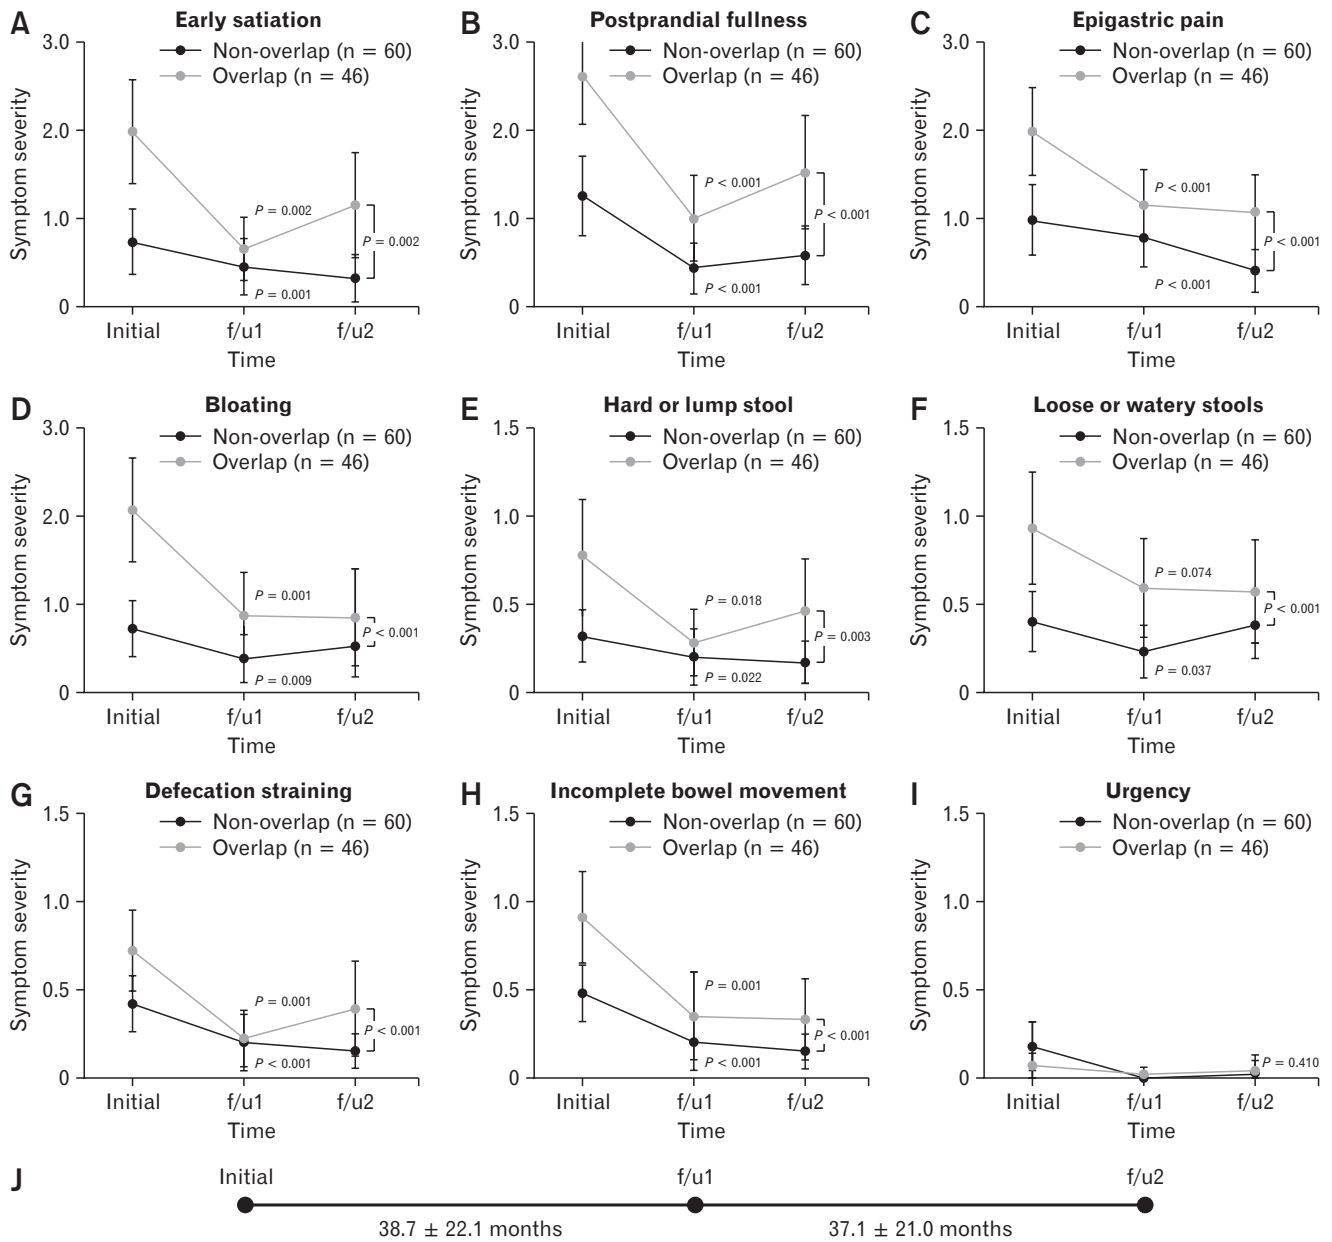 A Early satiation
3.0
2.0
1.0
0
Symptom severity
Non-overlap (n = 60)
Overlap (n = 46)
P = 0.002
P = 0.002
P = 0.001
Initial f/u1 f/u2
Time
B Postprandial fullness
3.0
2.0
1.0
0
Symptom severity
Non-overlap (n = 60)
Overlap (n = 46)
P < 0.001
P < 0.001
P < 0.001
Initial f/u1 f/u2
Time
C Epigastric pain
3.0
2.0
1.0
0
Symptom severity
Non-overlap (n = 60)
Overlap (n = 46)
P < 0.001
P < 0.001
P < 0.001
Initial f/u1 f/u2
Time
D Bloating
3.0
2.0
1.0
0
Symptom severity
Non-overlap (n = 60)
Overlap (n = 46)
P = 0.001
P < 0.001
P = 0.009
Initial f/u1 f/u2
Time
E Hard or lump stool
1.5
1.0
0.5
0
Symptom severity
Non-overlap (n = 60)
Overlap (n = 46)
P = 0.018
P = 0.003
P = 0.022
Initial f/u1 f/u2
Time
F Loose or watery stools
1.5
1.0
0.5
0
Symptom severity
Non-overlap (n = 60)
Overlap (n = 46)
P = 0.074
P < 0.001
P = 0.037
Initial f/u1 f/u2
Time
G Defecation straining
1.5
1.0
0.5
0
Symptom severity
Non-overlap (n = 60)
Overlap (n = 46)
P = 0.001
P < 0.001
P < 0.001
Initial f/u1 f/u2
Time
H Incomplete bowel movement
1.5
1.0
0.5
0
Symptom severity
Non-overlap (n = 60)
Overlap (n = 46)
P = 0.001
P < 0.001
P < 0.001
Initial f/u1 f/u2
Time
I Urgency
1.5
1.0
0.5
0
Symptom severity
Non-overlap (n = 60)
Overlap (n = 46)
P = 0.410
Initial f/u1 f/u2
Time
J Initial f/u1 f/u2
38.7 ± 22.1 months 37.1 ± 21.0 months